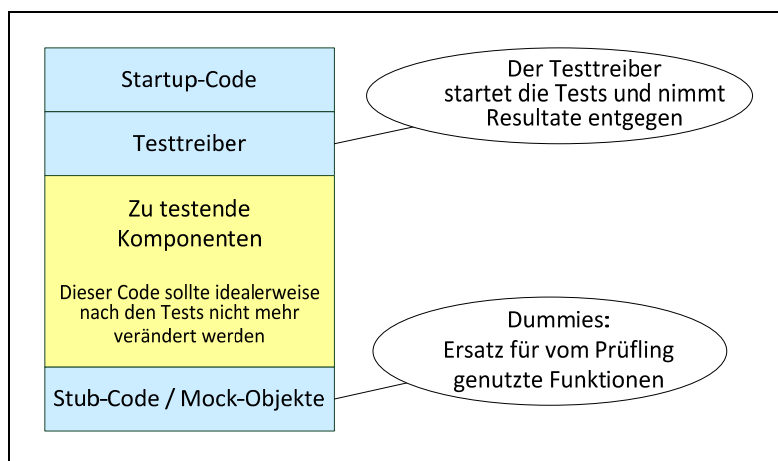 Startup-Code
Testtreiber
Der Testtreiber
startet die Tests und nimmt
Resultate entgegen
Zu testende
Komponenten
Dieser Code sollte idealerweise
nach den Tests nicht mehr
verändert werden
Stub-Code / Mock-Objekte
Dummies:
Ersatz für vom Prüfling
genutzte Funktionen